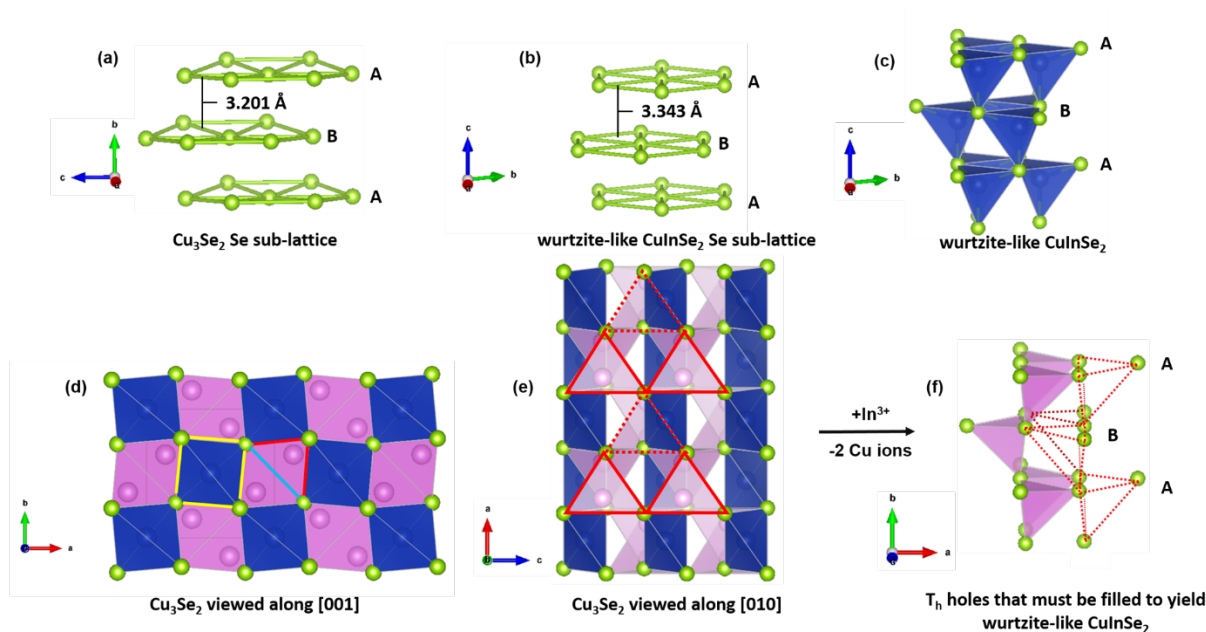 (a)
A
3.201 Å
B
A
b
c
a
Cu₃Se₂ Se sub-lattice
(b)
A
3.343 Å
B
A
c
b
a
wurtzite-like CuInSe₂ Se sub-lattice
(c)
A
B
A
c
b
a
wurtzite-like CuInSe₂
(d)
b
a
Cu₃Se₂ viewed along [001]
(e)
a
b
c
Cu₃Se₂ viewed along [010]
+In³⁺
-2 Cu ions
(f)
A
B
A
b
a
Tₕ holes that must be filled to yield
wurtzite-like CuInSe₂